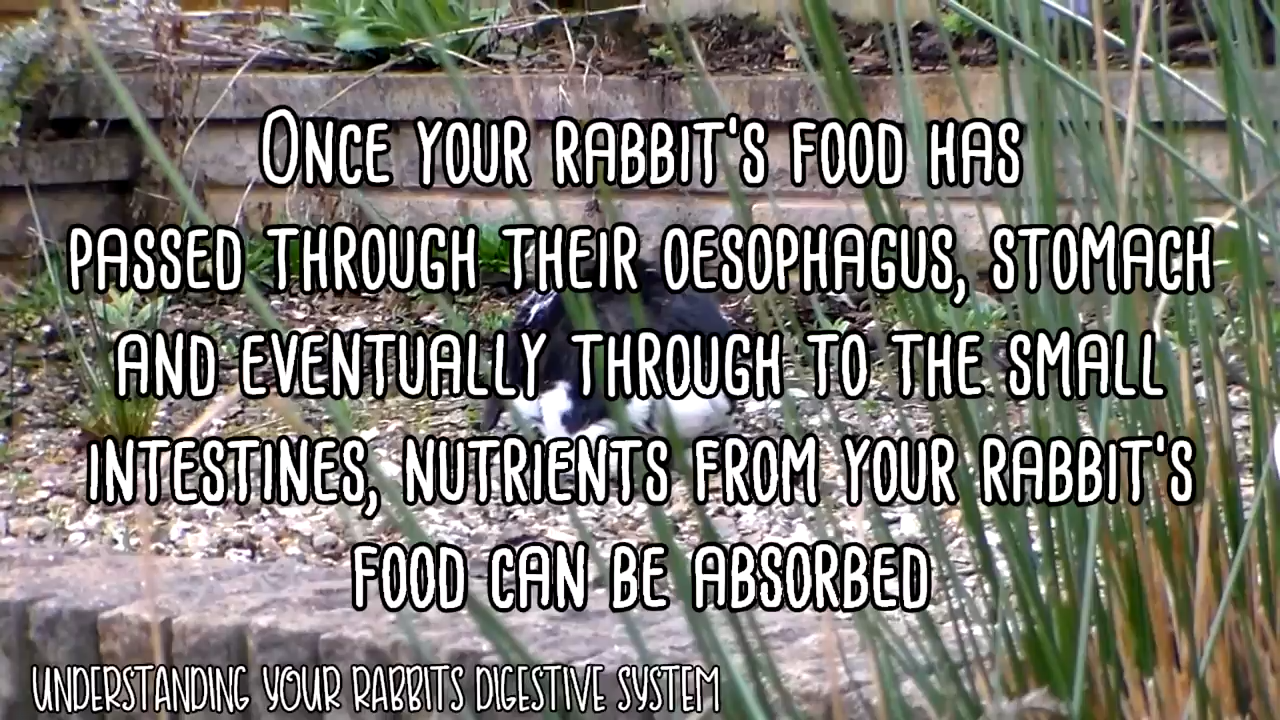 Once your rabbit's food has
passed through their oesophagus, stomach
and eventually through to the small
intestines, nutrients from your rabbit's
food can be absorbed
Understanding your rabbits digestive system